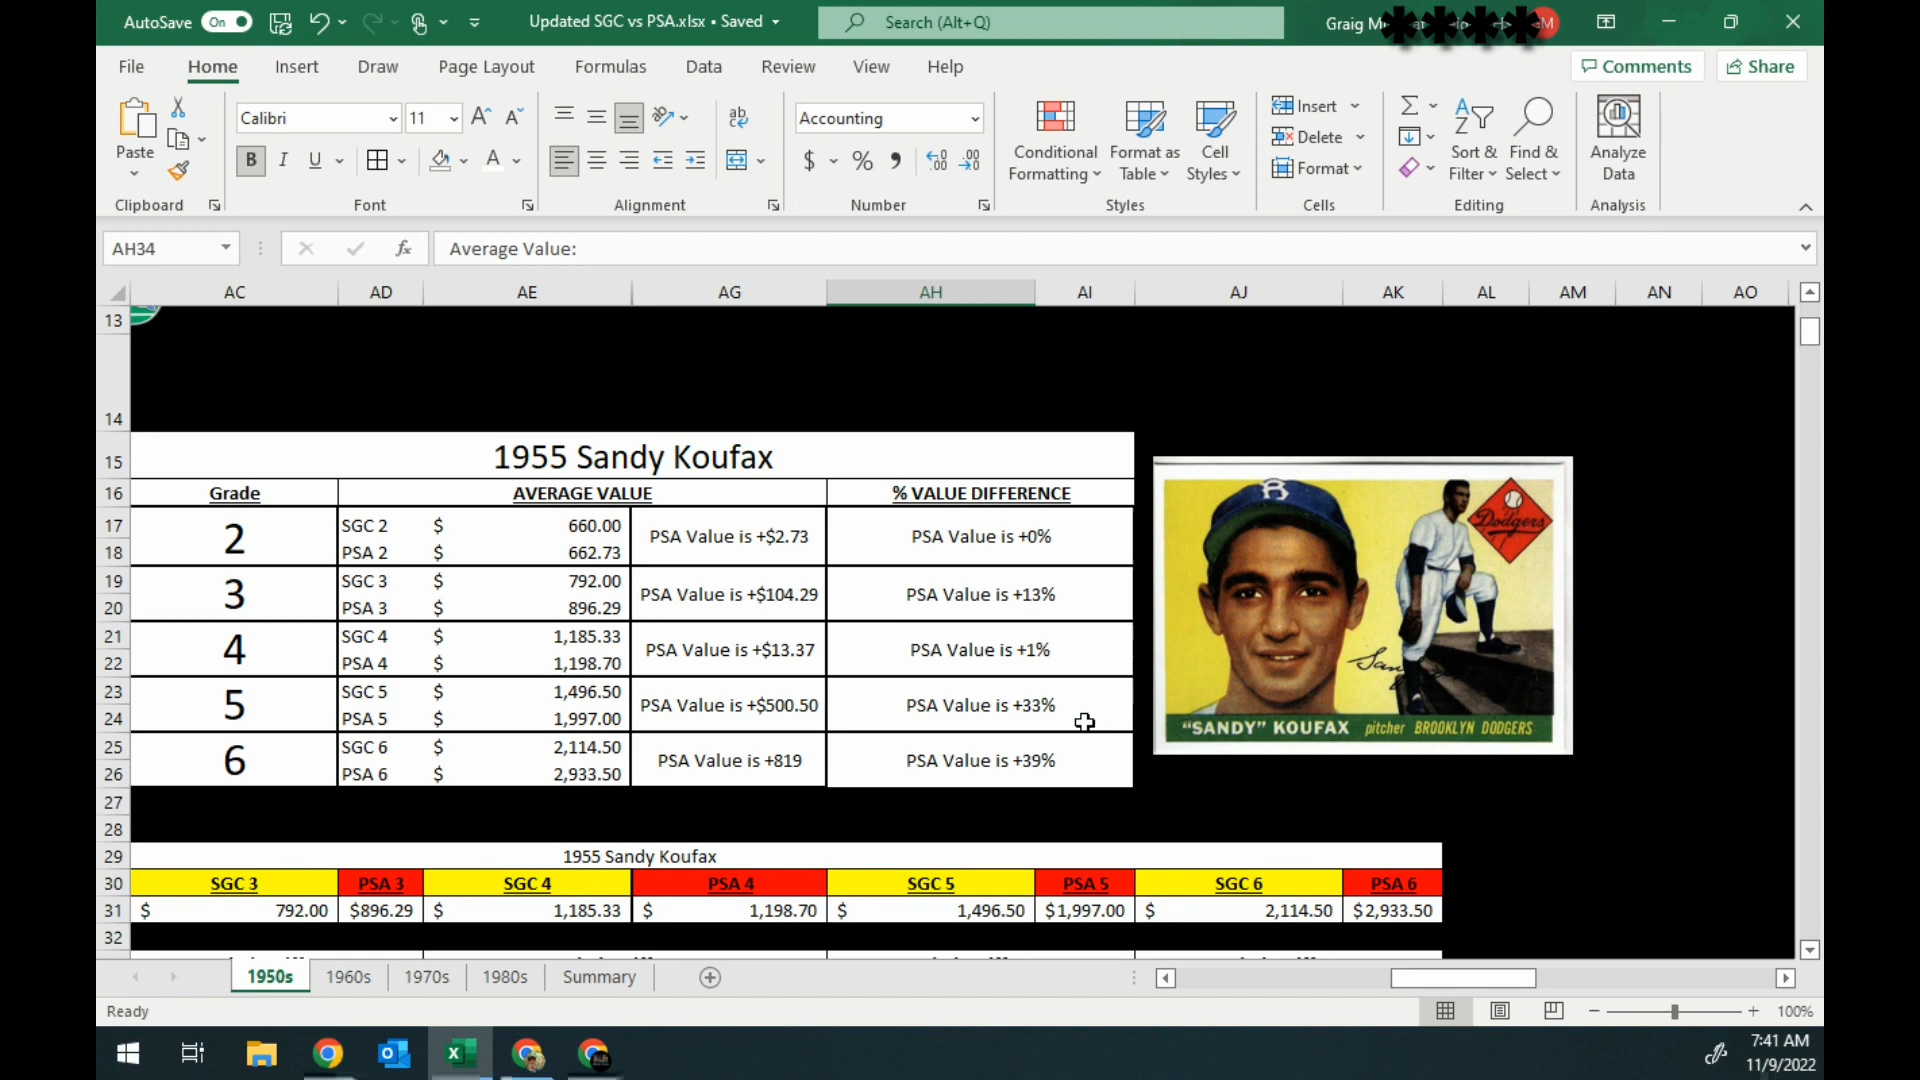 AutoSave On Updated SGC vs PSA.xlsx • Saved Search (Alt+Q) Graig M
File Home Insert Draw Page Layout Formulas Data Review View Help Comments Share
Calibri 11 Accounting Insert
Paste Conditional Format as Cell Delete Sort & Find & Analyze
B I U $ % Formatting Table Styles Format Filter Select Data
Clipboard Font Alignment Number Styles Cells Editing Analysis
AH34 fx Average Value:
AC AD AE AG AH AI AJ AK AL AM AN AO
13
14
15 1955 Sandy Koufax
16 Grade AVERAGE VALUE % VALUE DIFFERENCE
17 2 SGC 2 $ 660.00 PSA Value is +$2.73 PSA Value is +0%
18 PSA 2 $ 662.73
19 3 SGC 3 $ 792.00 PSA Value is +$104.29 PSA Value is +13%
20 PSA 3 $ 896.29
21 4 SGC 4 $ 1,185.33 PSA Value is +$13.37 PSA Value is +1%
22 PSA 4 $ 1,198.70
23 5 SGC 5 $ 1,496.50 PSA Value is +$500.50 PSA Value is +33%
24 PSA 5 $ 1,997.00
25 6 SGC 6 $ 2,114.50 PSA Value is +819 PSA Value is +39%
26 PSA 6 $ 2,933.50
B
Dodgers
"SANDY" KOUFAX pitcher BROOKLYN DODGERS
27
28
29 1955 Sandy Koufax
30 SGC 3 PSA 3 SGC 4 PSA 4 SGC 5 PSA 5 SGC 6 PSA 6
31 $ 792.00 $896.29 $ 1,185.33 $ 1,198.70 $ 1,496.50 $1,997.00 $ 2,114.50 $2,933.50
32
1950s 1960s 1970s 1980s Summary
Ready 100%
7:41 AM
11/9/2022